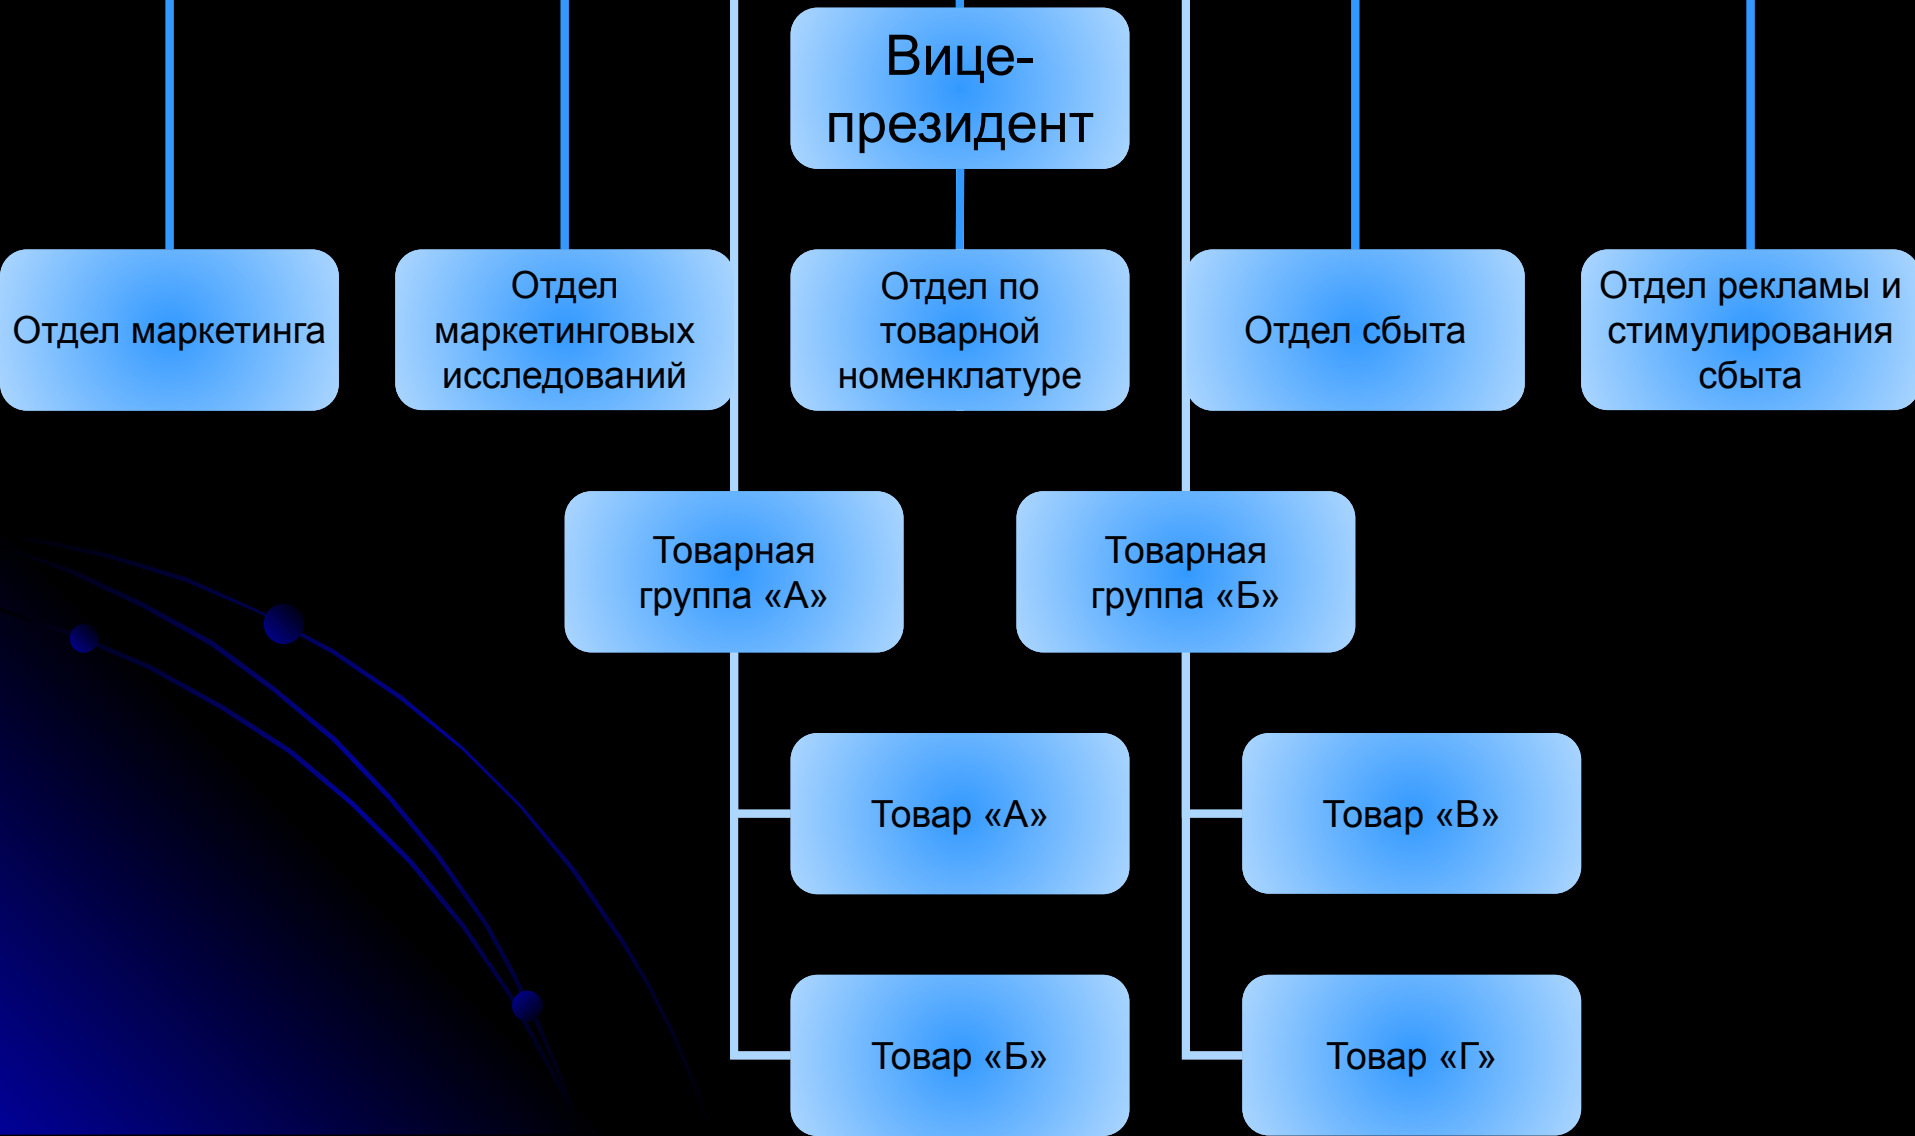 Вице-
президент
Отдел маркетинга
Отдел
маркетинговых
исследований
Отдел по
товарной
номенклатуре
Отдел сбыта
Отдел рекламы и
стимулирования
сбыта
Товарная
группа «А»
Товарная
группа «Б»
Товар «А»
Товар «В»
Товар «Б»
Товар «Г»